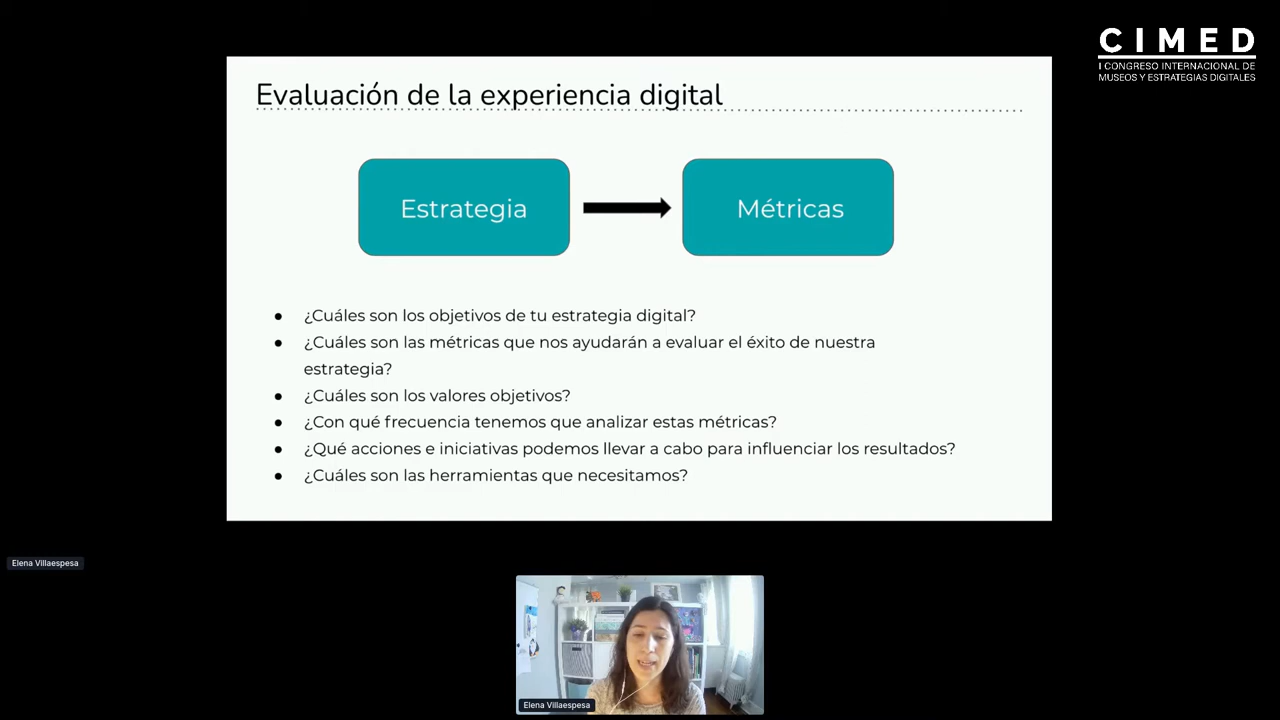 CIMED
I CONGRESO INTERNACIONAL DE
MUSEOS Y ESTRATEGIAS DIGITALES
Evaluación de la experiencia digital
Estrategia
Métricas
● ¿Cuáles son los objetivos de tu estrategia digital?
● ¿Cuáles son las métricas que nos ayudarán a evaluar el éxito de nuestra
estrategia?
● ¿Cuáles son los valores objetivos?
● ¿Con qué frecuencia tenemos que analizar estas métricas?
● ¿Qué acciones e iniciativas podemos llevar a cabo para influenciar los resultados?
● ¿Cuáles son las herramientas que necesitamos?
Elena Villaespesa
Elena Villaespesa